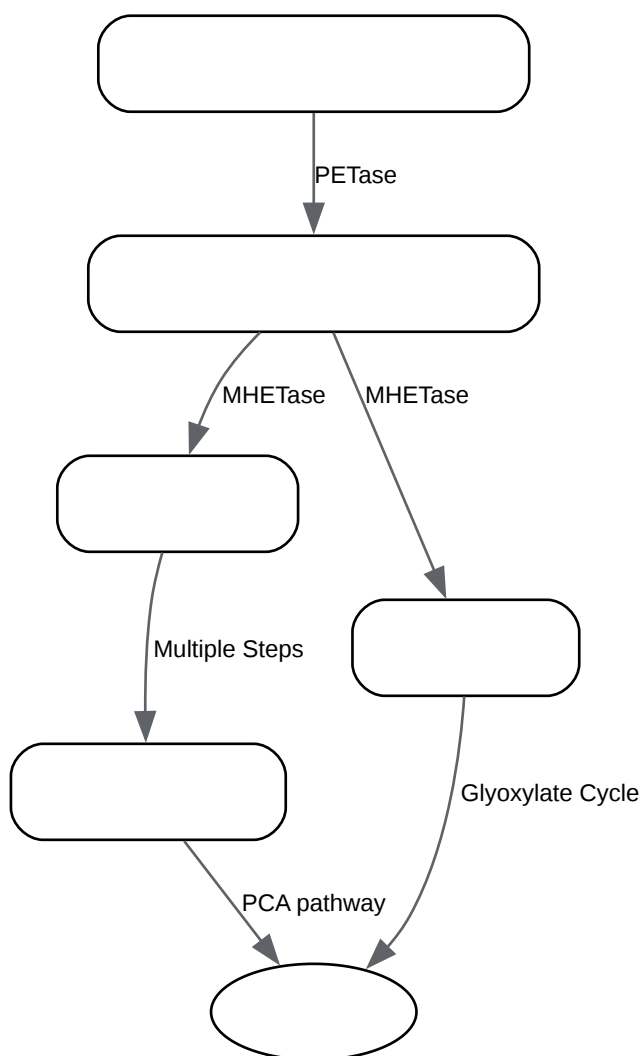 PETase
MHETase
MHETase
Multiple Steps
Glyoxylate Cycle
PCA pathway